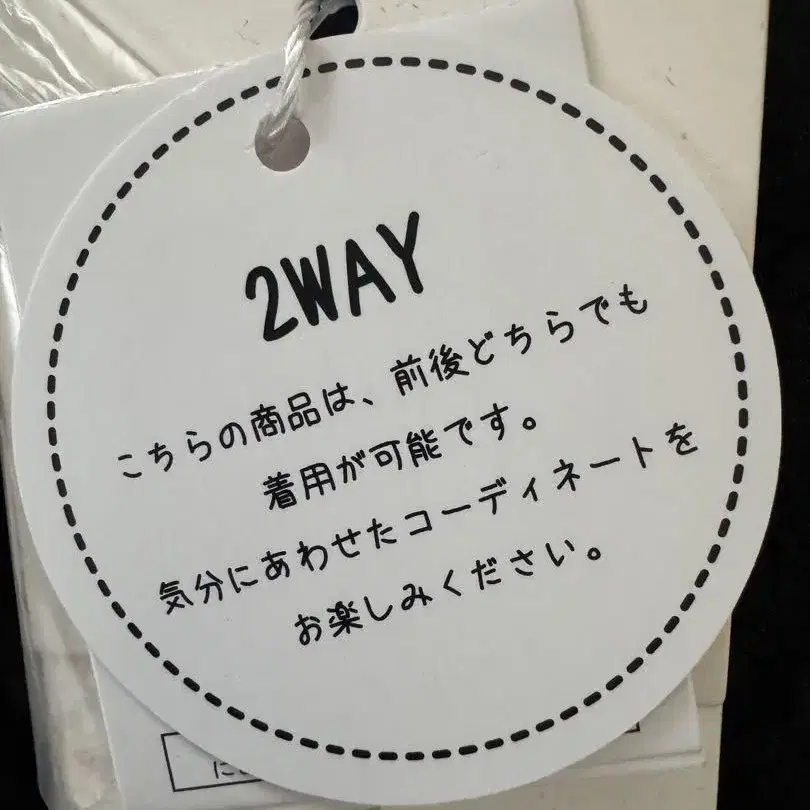 2WAY
こちらの商品は、前後どちらでも
着用が可能です。
気分にあわせたコーディネートを
お楽しみください。